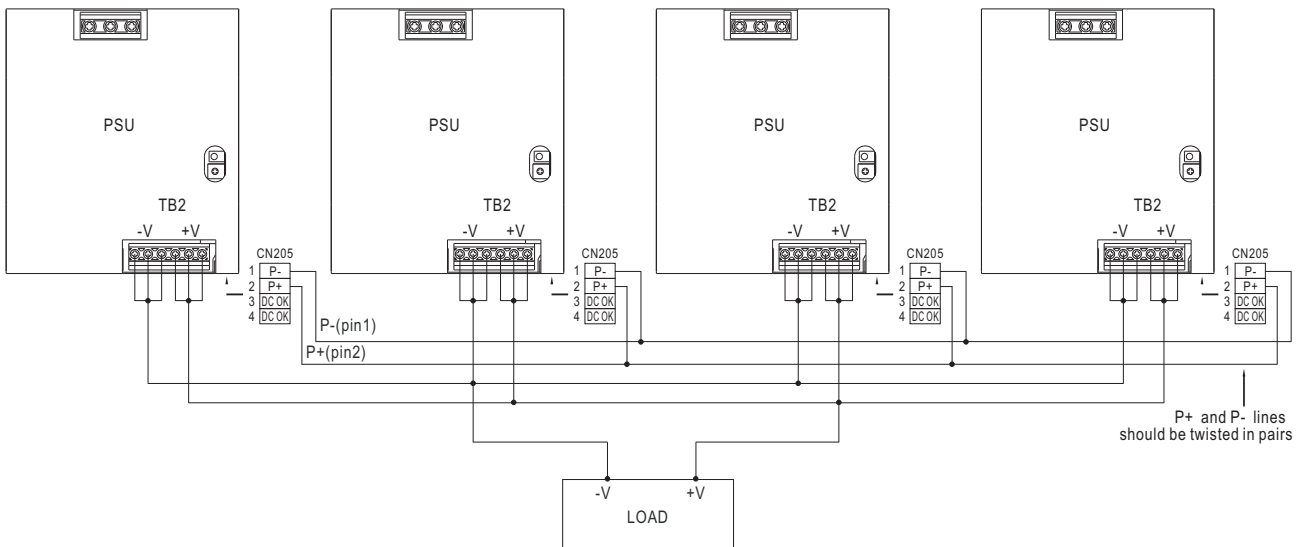 PSU PSU PSU PSU
TB2 TB2 TB2 TB2
-V +V -V +V -V +V -V +V
CN205 CN205 CN205 CN205
1 P- 1 P- 1 P- 1 P-
2 P+ 2 P+ 2 P+ 2 P+
3 DC OK 3 DC OK 3 DC OK 3 DC OK
4 DC OK 4 DC OK 4 DC OK 4 DC OK
P-(pin1)
P+(pin2)
P+ and P- lines
should be twisted in pairs
-V +V
LOAD